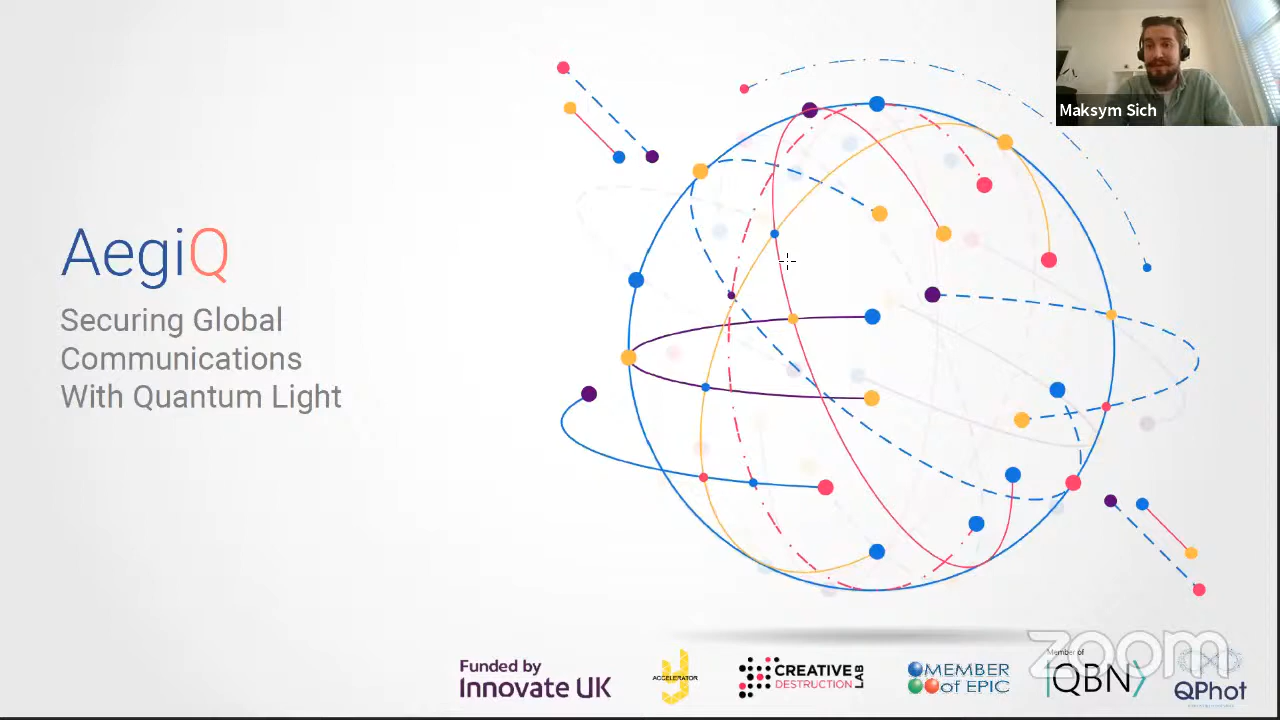 Maksym Sich
AegiQ
Securing Global
Communications
With Quantum Light
Funded by
Innovate UK
ACCELERATOR
CREATIVE
DESTRUCTION
LAB
MEMBER
of EPIC
Member of
QBN
QPhot
zoom